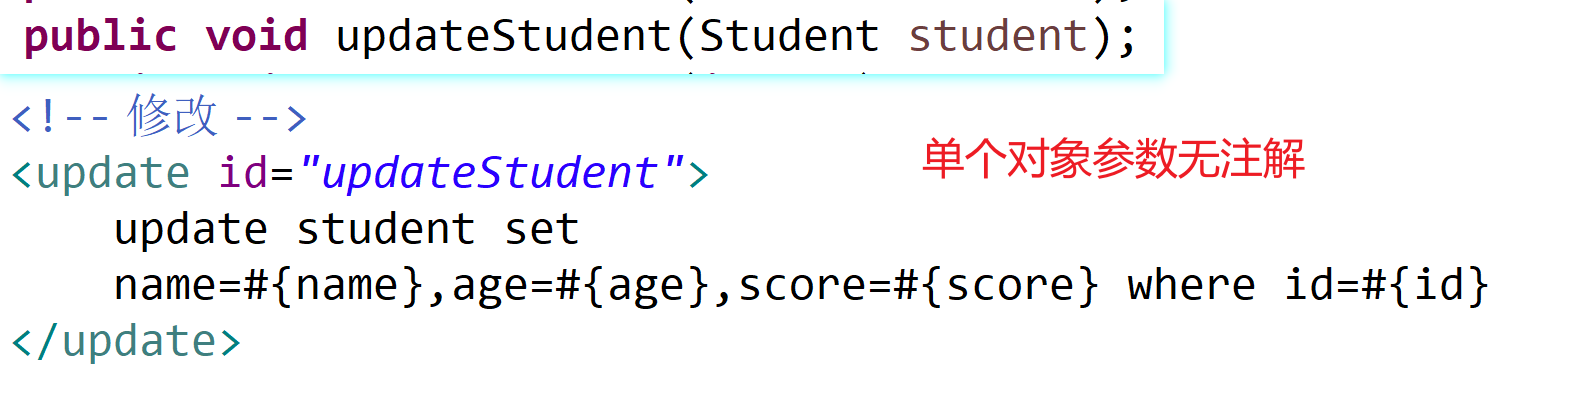 public void updateStudent(Student student);
<!-- 修改 -->
<update id="updateStudent">
单个对象参数无注解
update student set
name=#{name},age=#{age},score=#{score} where id=#{id}
</update>